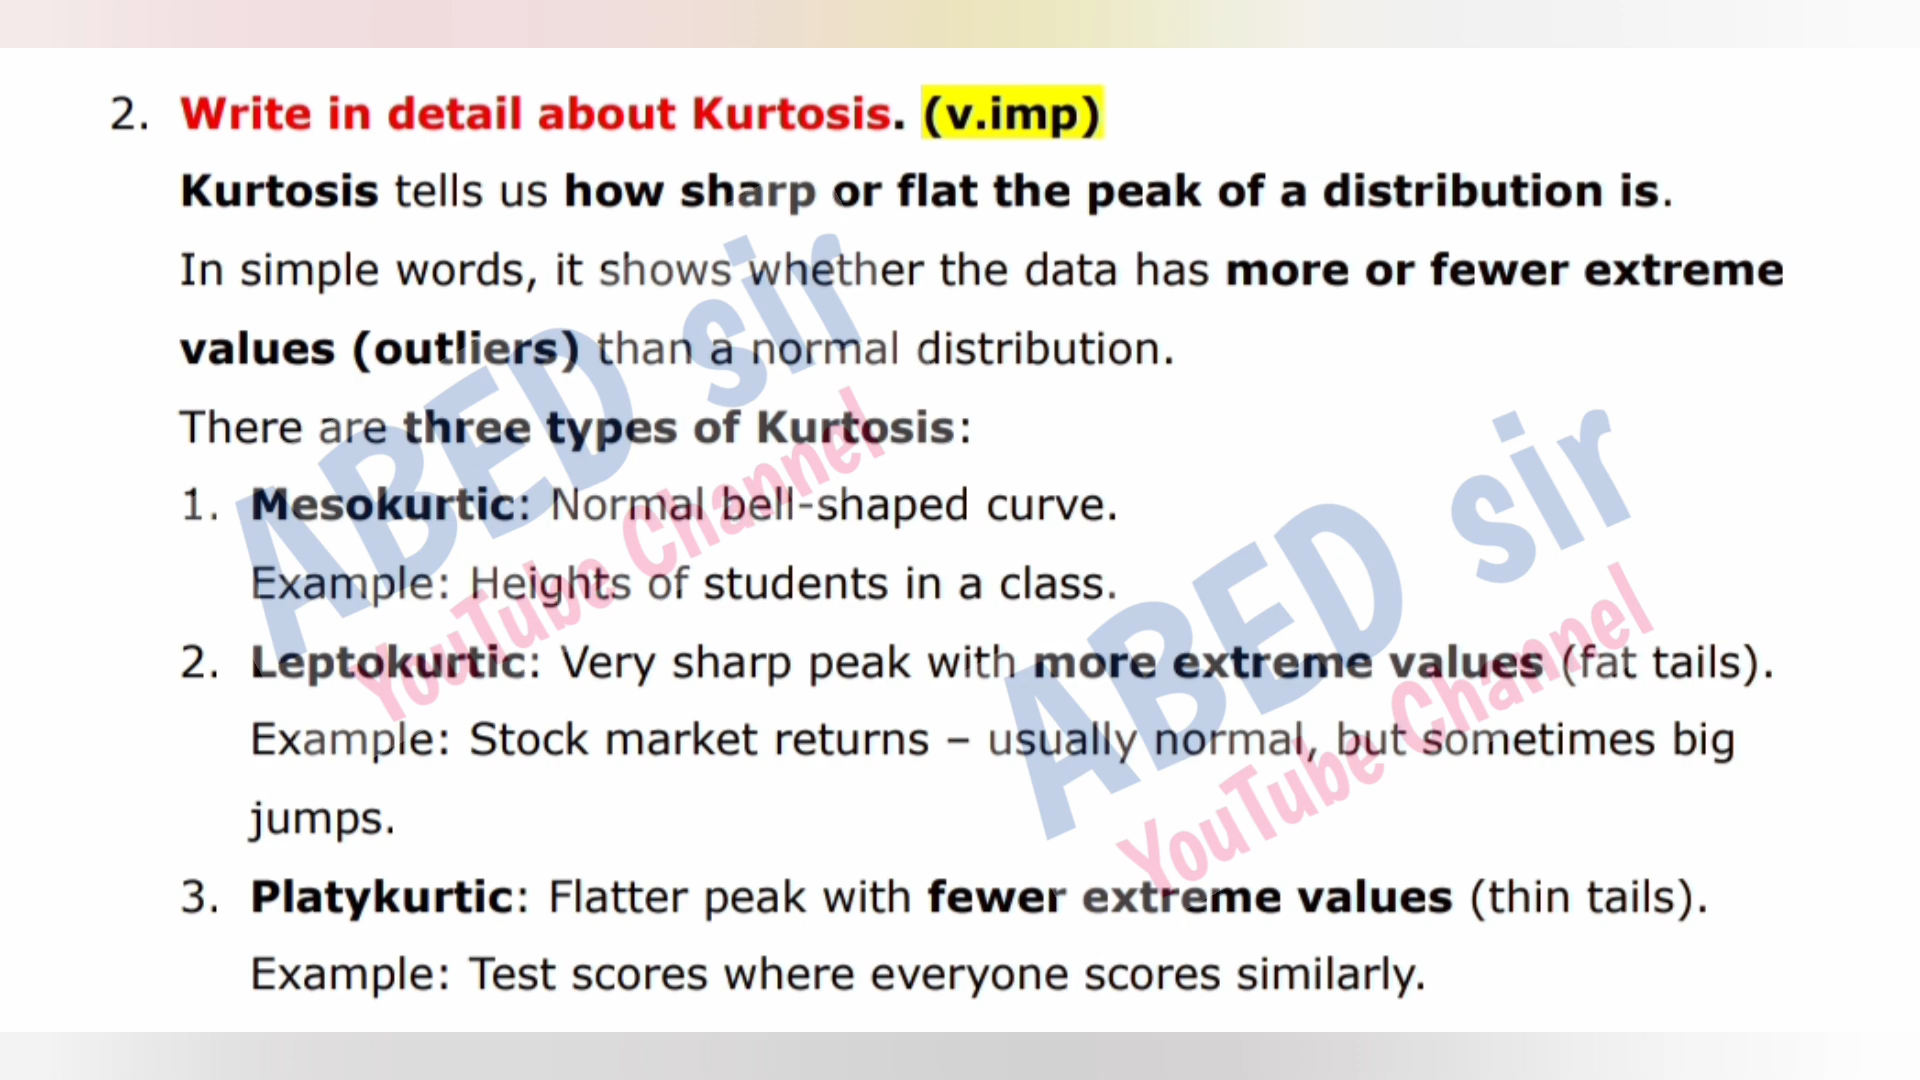 2. Write in detail about Kurtosis. (v.imp)
Kurtosis tells us how sharp or flat the peak of a distribution is.
In simple words, it shows whether the data has more or fewer extreme
values (outliers) than a normal distribution.
There are three types of Kurtosis:
1. Mesokurtic: Normal bell-shaped curve.
Example: Heights of students in a class.
2. Leptokurtic: Very sharp peak with more extreme values (fat tails).
Example: Stock market returns – usually normal, but sometimes big
jumps.
3. Platykurtic: Flatter peak with fewer extreme values (thin tails).
Example: Test scores where everyone scores similarly.
ABED sir
YouTube Channel
ABED sir
YouTube Channel